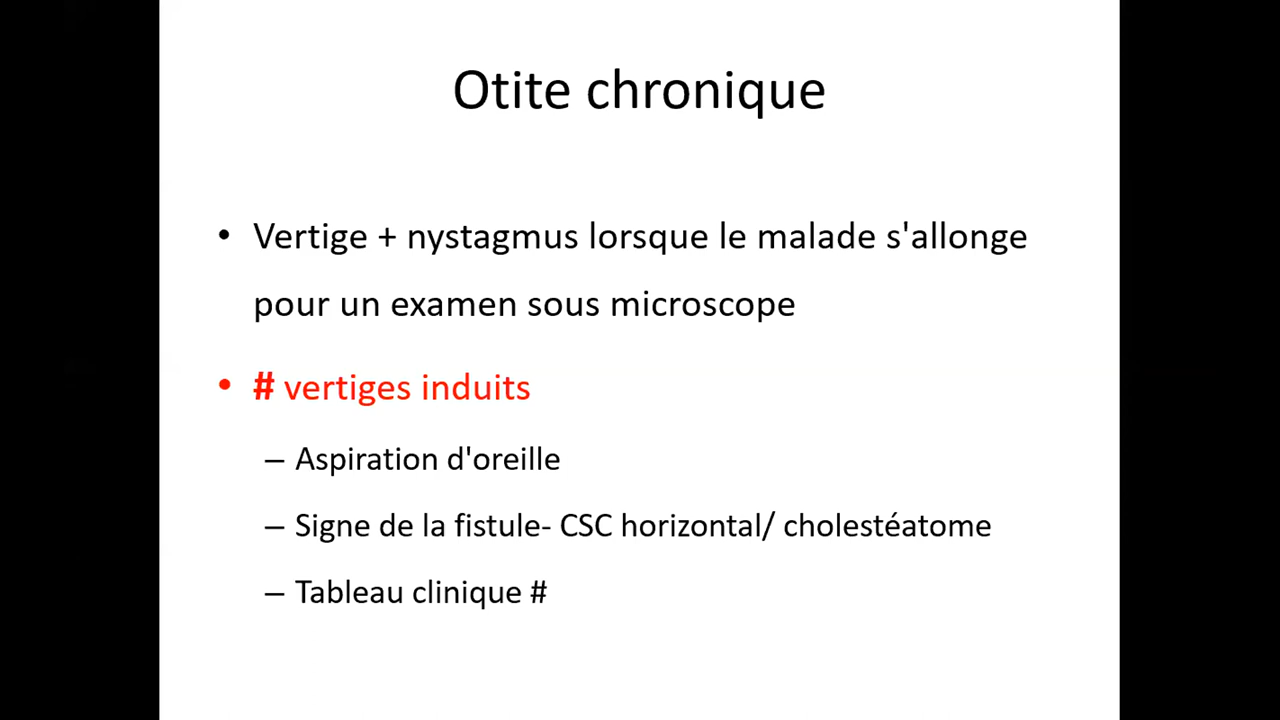 Otite chronique
• Vertige + nystagmus lorsque le malade s'allonge
pour un examen sous microscope
• # vertiges induits
– Aspiration d'oreille
– Signe de la fistule- CSC horizontal/ cholestéatome
– Tableau clinique #